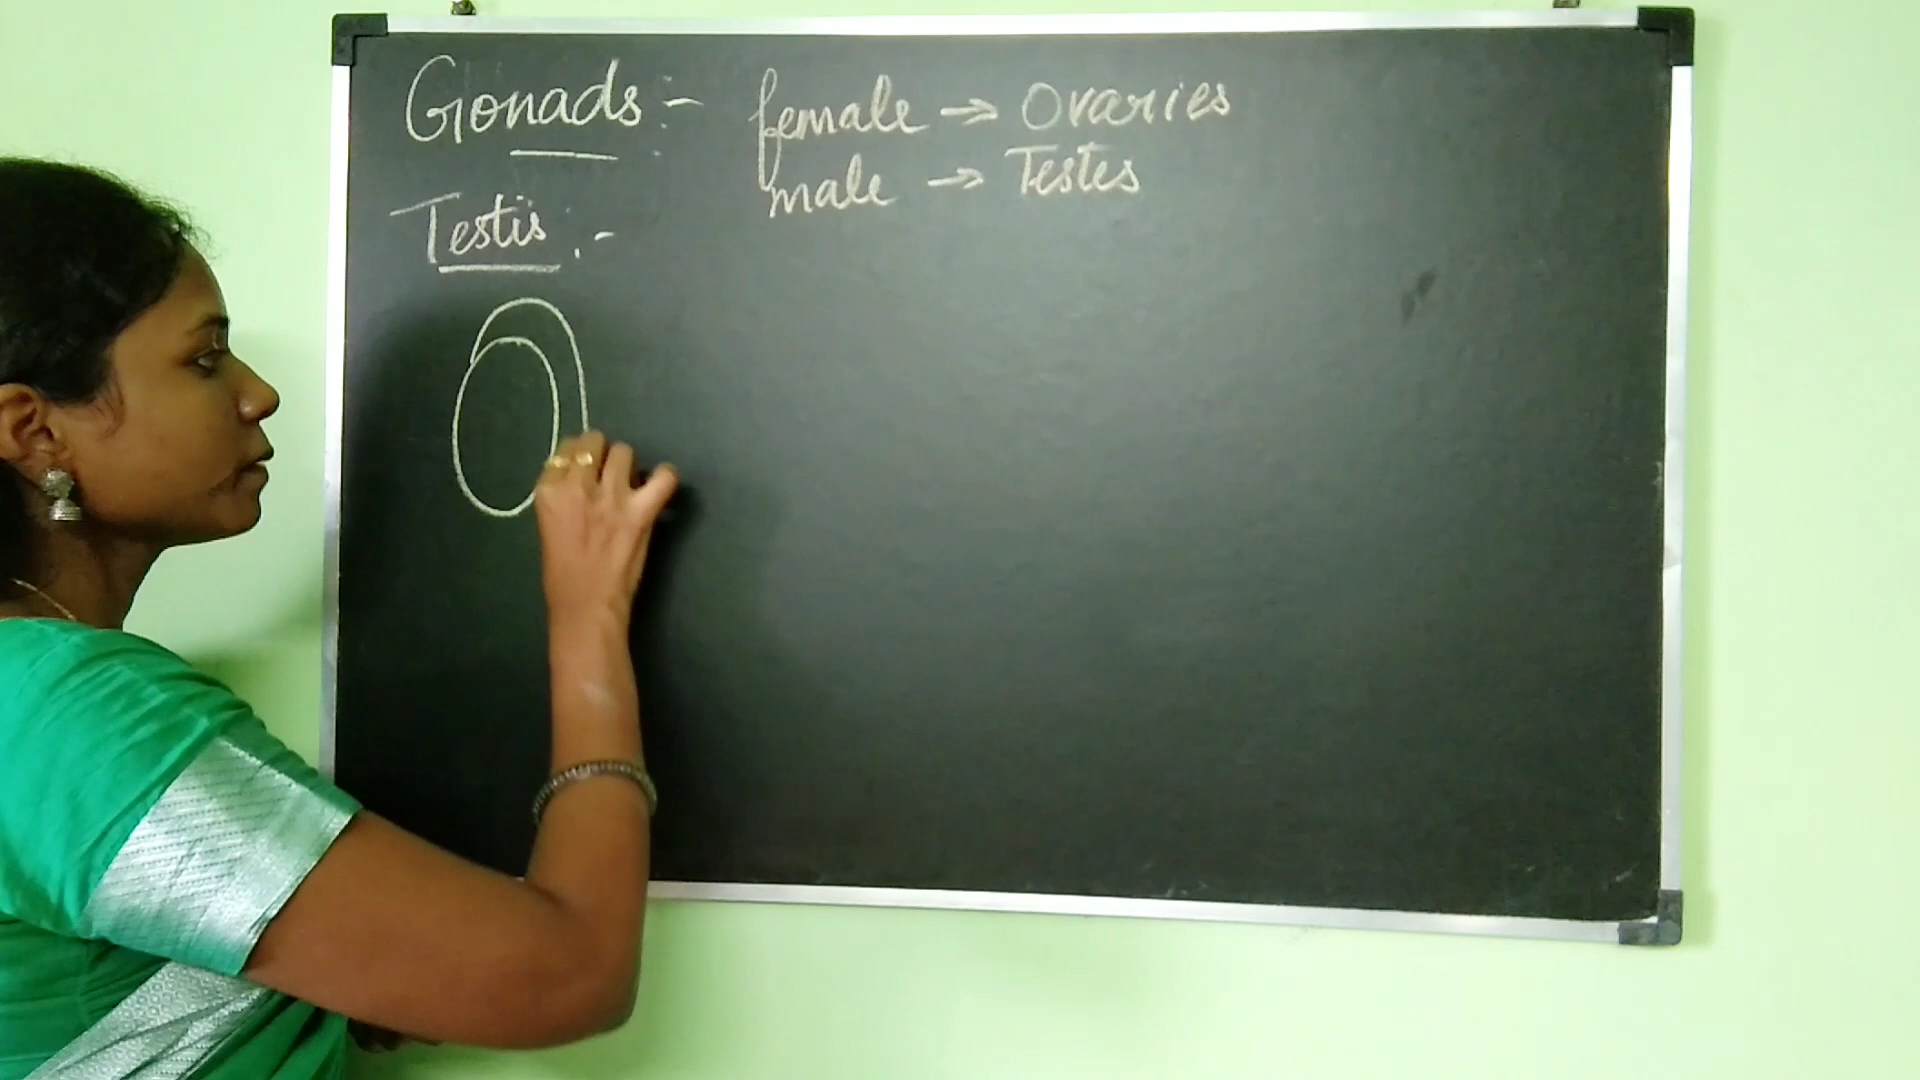 Gonads :- female → Ovaries
male → Testes
Testis :-